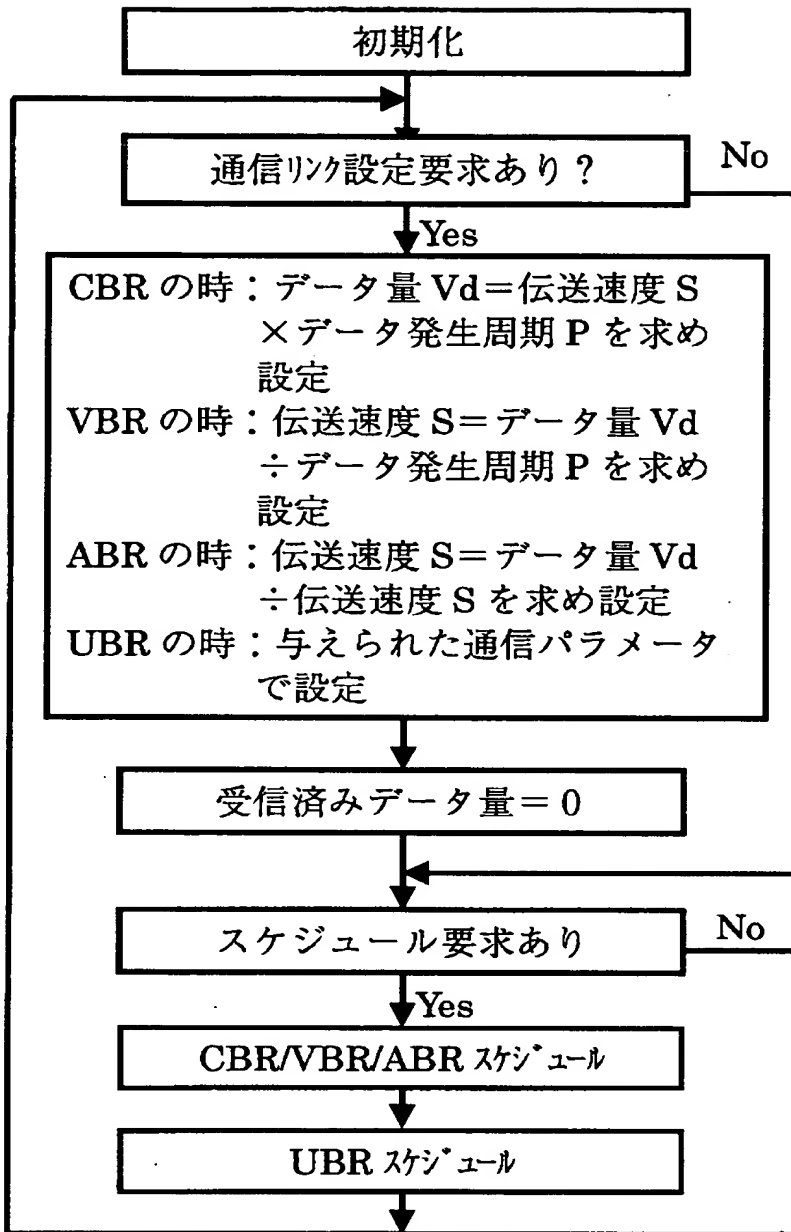 初期化
通信ﾘﾝｸ設定要求あり？
No
Yes
CBR の時：データ量 Vd＝伝送速度 S
×データ発生周期 P を求め
設定
VBR の時：伝送速度 S＝データ量 Vd
÷データ発生周期 P を求め
設定
ABR の時：伝送速度 S＝データ量 Vd
÷伝送速度 S を求め設定
UBR の時：与えられた通信パラメータ
で設定
受信済みデータ量＝0
スケジュール要求あり
No
Yes
CBR/VBR/ABR ｽｹｼﾞｭｰﾙ
UBR ｽｹｼﾞｭｰﾙ